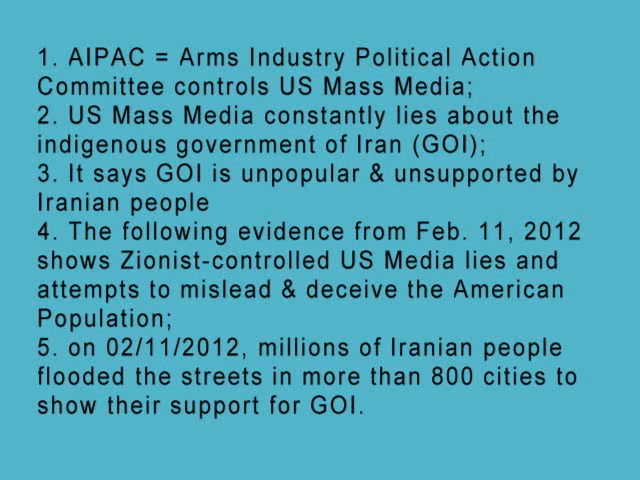 1. AIPAC = Arms Industry Political Action
Committee controls US Mass Media;
2. US Mass Media constantly lies about the
indigenous government of Iran (GOI);
3. It says GOI is unpopular & unsupported by
Iranian people
4. The following evidence from Feb. 11, 2012
shows Zionist-controlled US Media lies and
attempts to mislead & deceive the American
Population;
5. on 02/11/2012, millions of Iranian people
flooded the streets in more than 800 cities to
show their support for GOI.